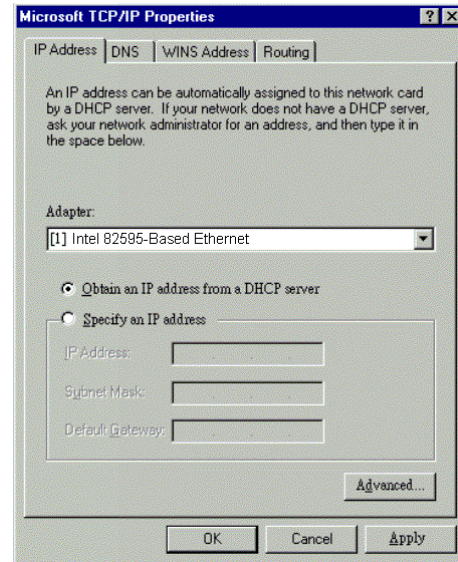 Microsoft TCP/IP Properties
IP Address DNS WINS Address Routing
An IP address can be automatically assigned to this network card
by a DHCP server. If your network does not have a DHCP server,
ask your network administrator for an address, and then type it in
the space below.
Adapter:
[1] Intel 82595-Based Ethernet
Obtain an IP address from a DHCP server
Specify an IP address
IP Address:
Subnet Mask:
Default Gateway:
Advanced...
OK Cancel Apply